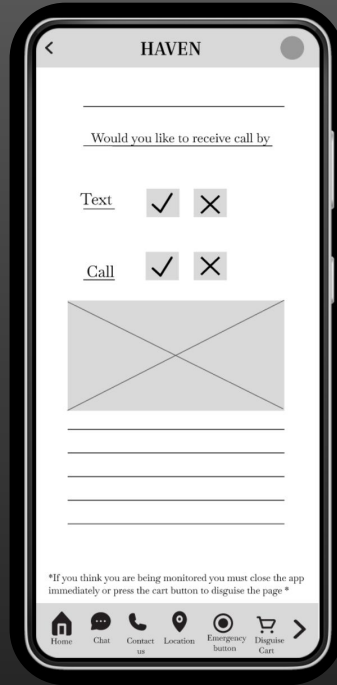 HAVEN
Would you like to receive call by
Text
Call
*If you think you are being monitored you must close the app
immediately or press the cart button to disguise the page *
Home
Chat
Contact
us
Location
Emergency
button
Disguise
Cart